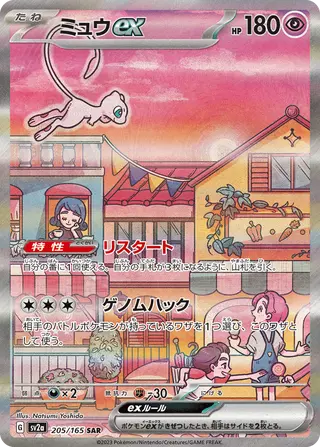 たね ミュウex HP 180
特性 リスタート
自分の番に1回使える。自分の手札が3枚になるように、山札を引く。
ゲノムハック
相手のバトルポケモンが持っているワザを1つ選び、このワザとして使う。
弱点 ×2 抵抗力 -30 にげる
exルール
ポケモンexがきぜつしたとき、相手はサイドを2枚とる。
Illus. Natsumi Yoshida
G sv2a 205/165 SAR
©2023 Pokémon/Nintendo/Creatures/GAME FREAK.